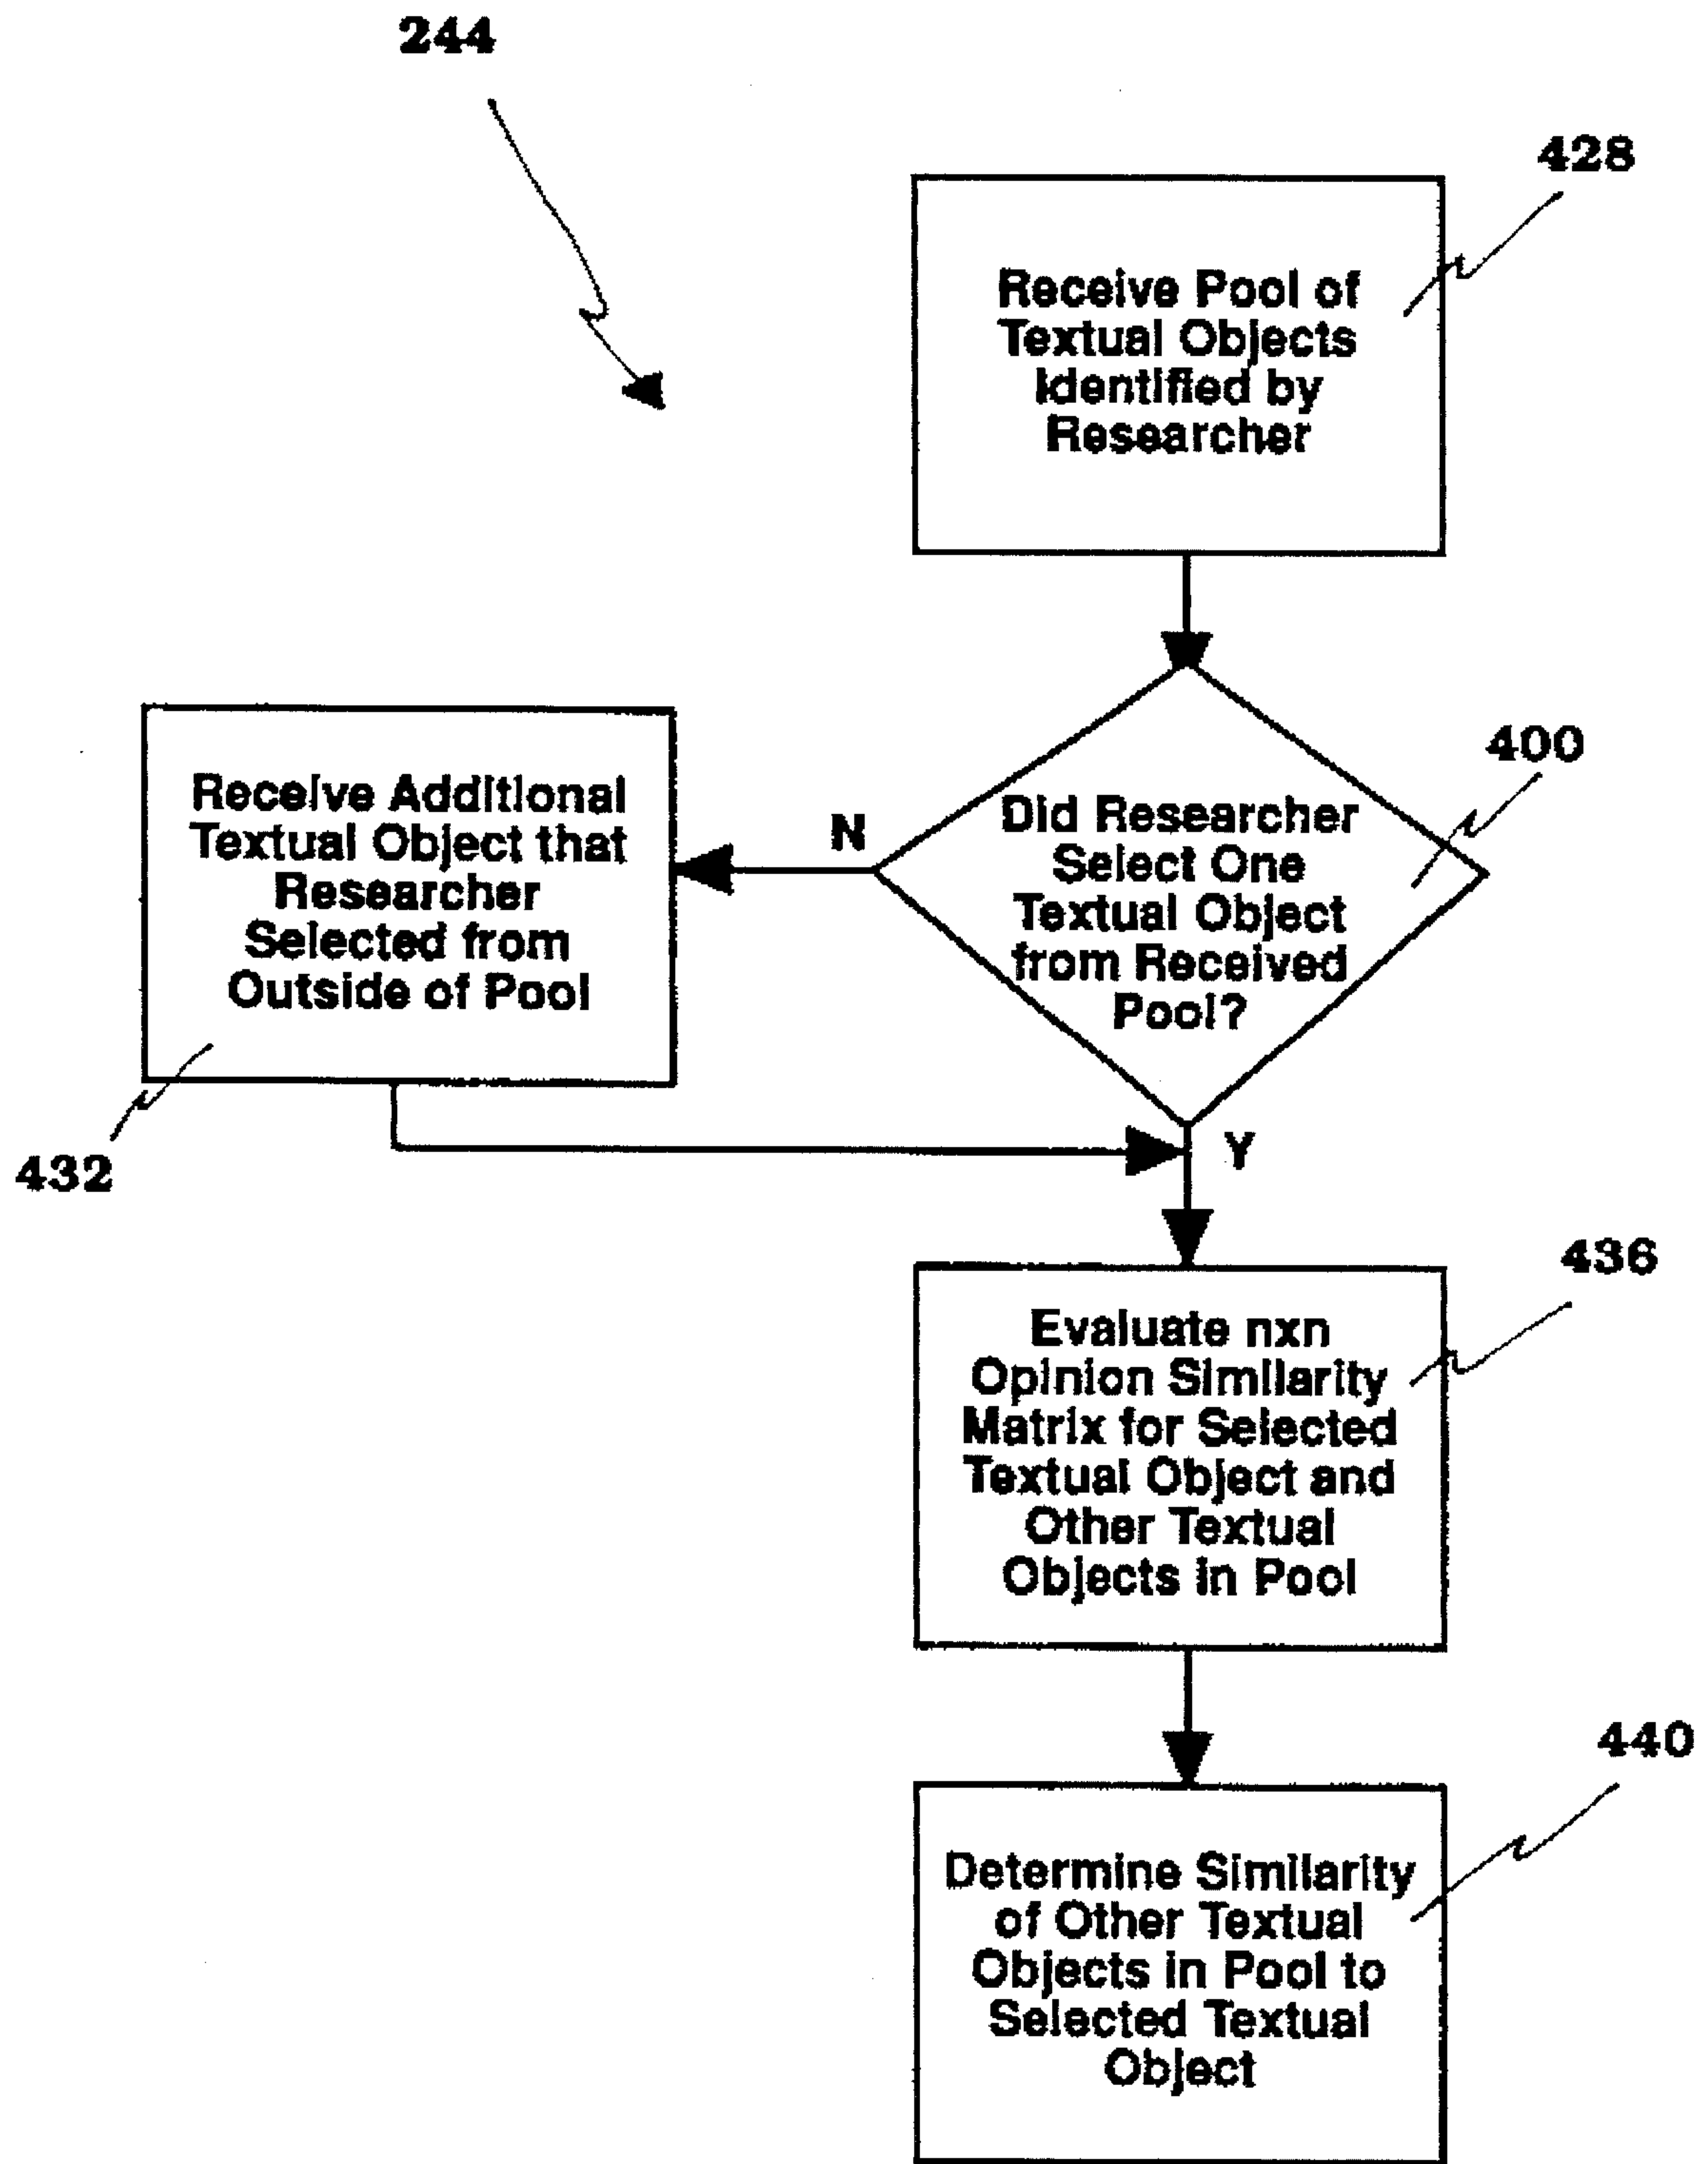 244
428
Receive Pool of
Textual Objects
Identified by
Researcher
400
Did Researcher
Select One
Textual Object
from Received
Pool?
N
Receive Additional
Textual Object that
Researcher
Selected from
Outside of Pool
432
Y
436
Evaluate nxn
Opinion Similarity
Matrix for Selected
Textual Object and
Other Textual
Objects in Pool
440
Determine Similarity
of Other Textual
Objects in Pool to
Selected Textual
Object